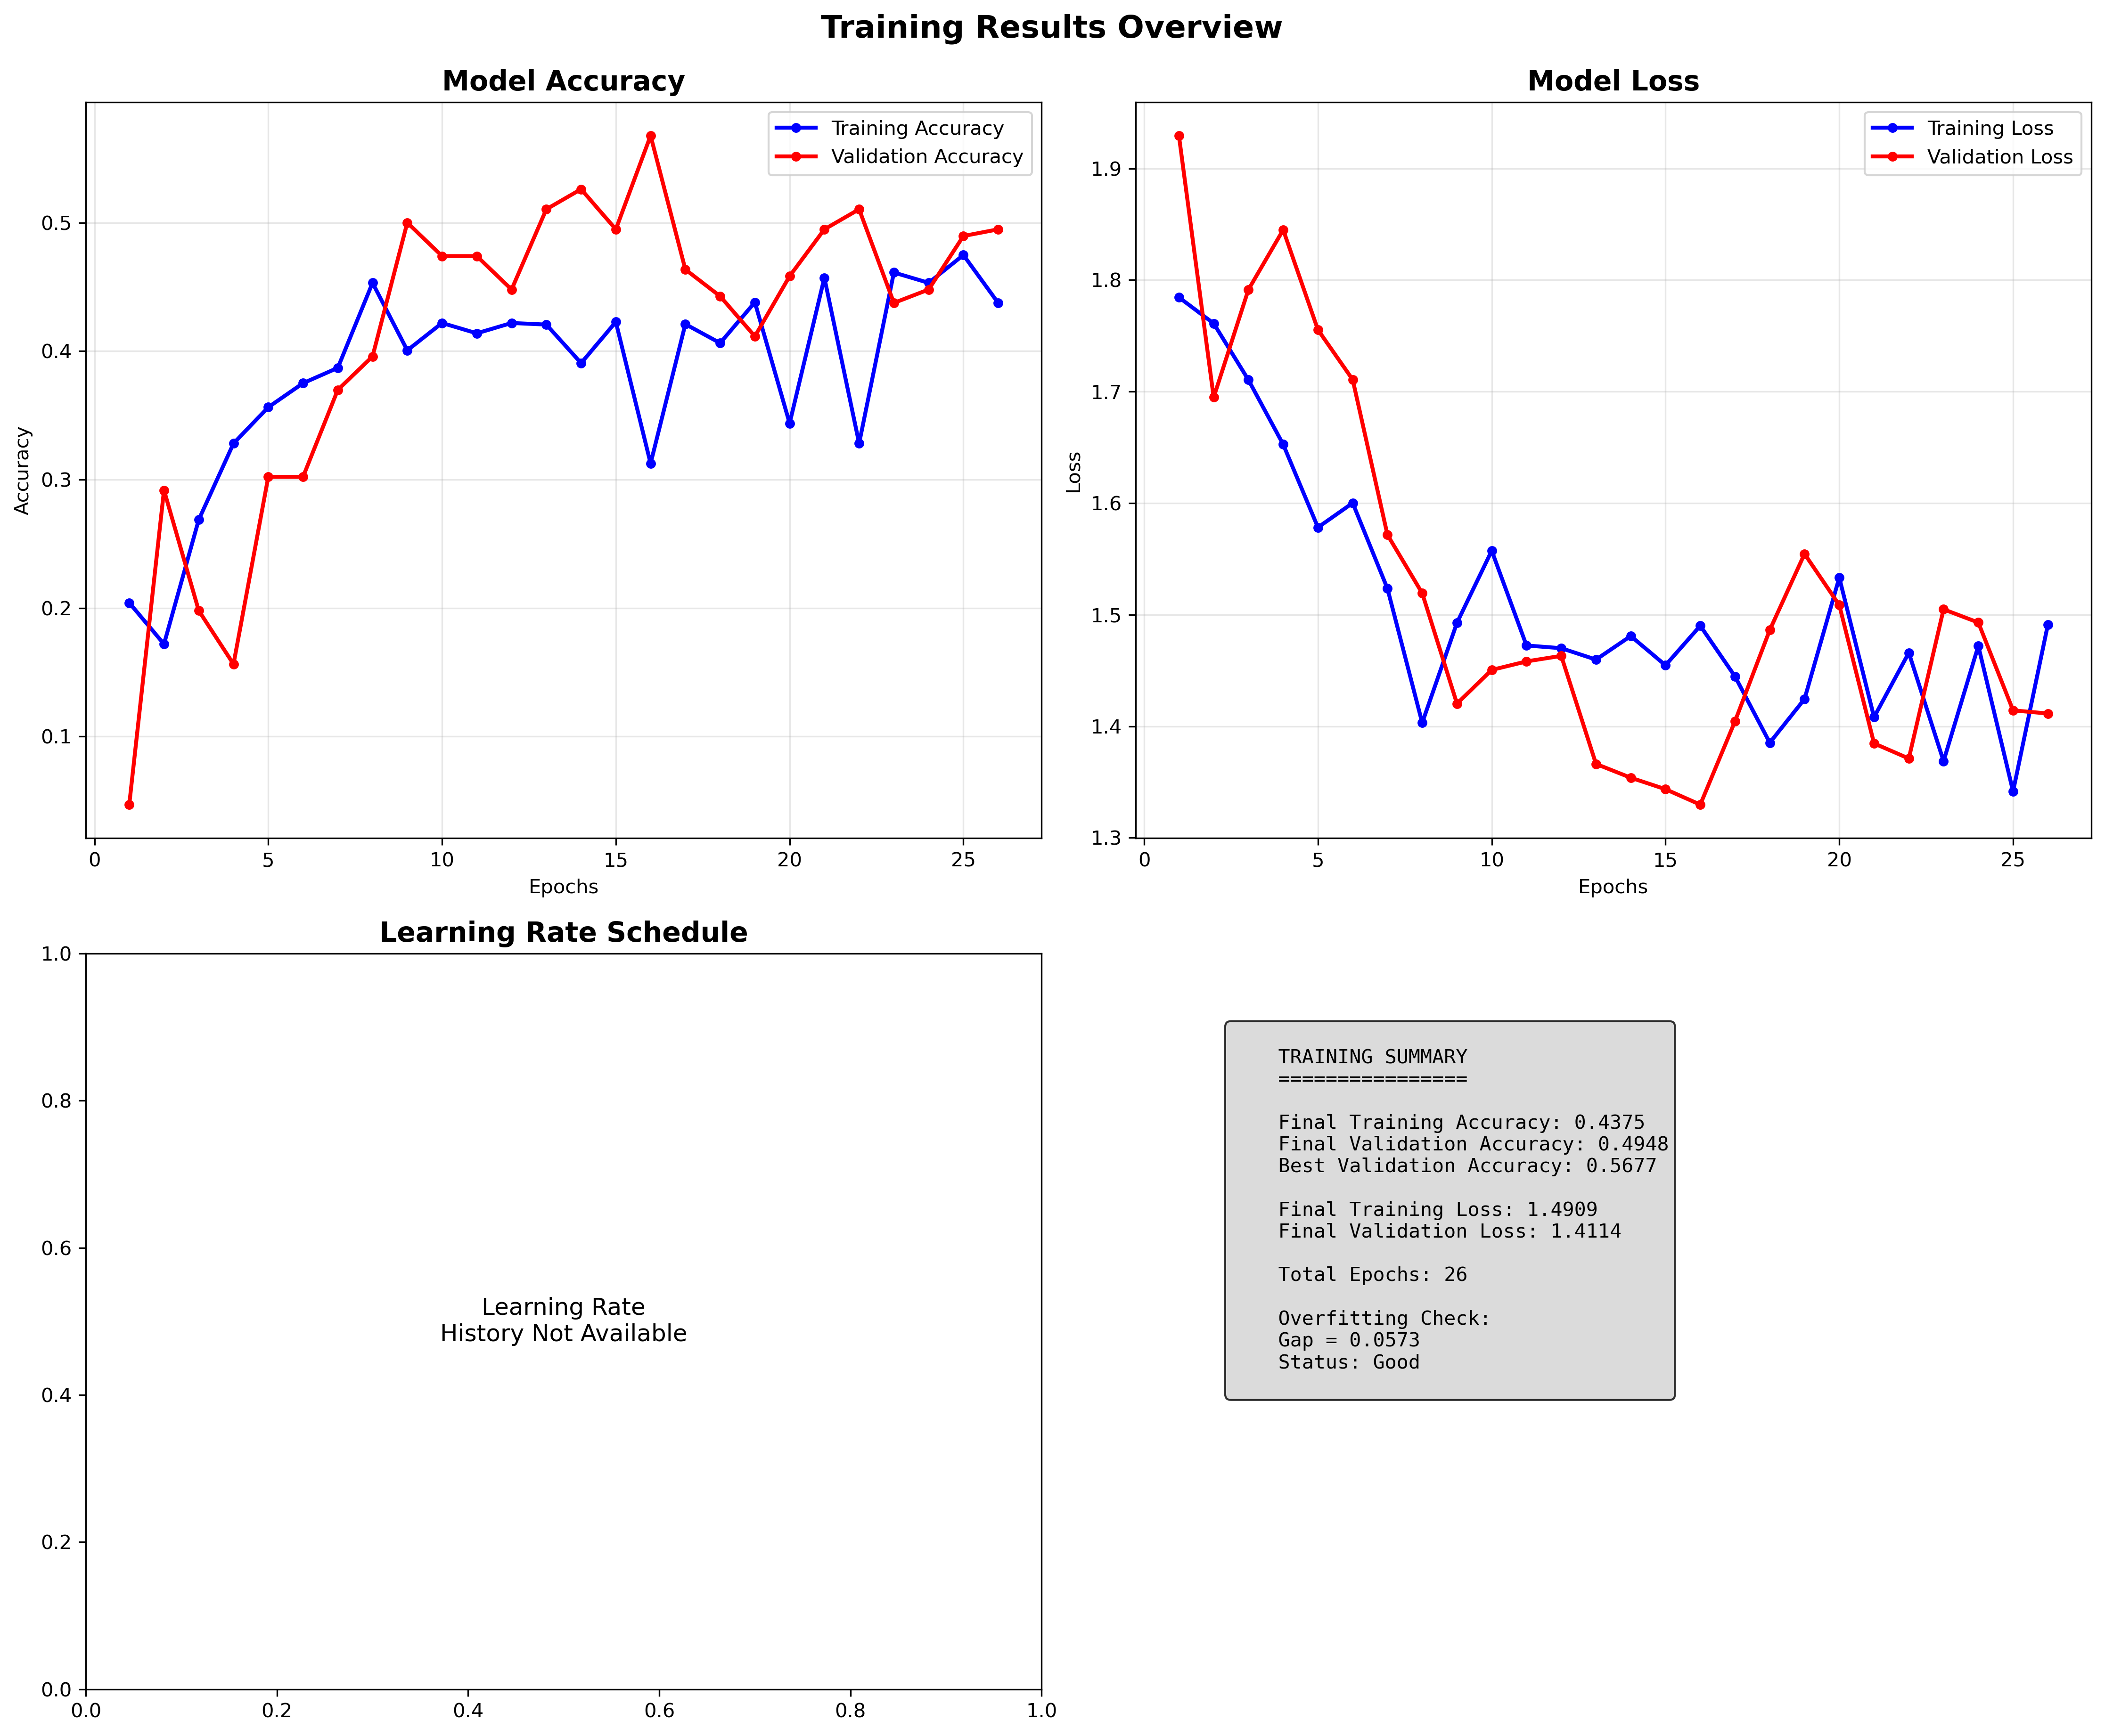 Training Results Overview
Model Accuracy
Training Accuracy
Validation Accuracy
0.5
0.4
0.3
0.2
0.1
Accuracy
0 5 10 15 20 25
Epochs
Model Loss
Training Loss
Validation Loss
1.9
1.8
1.7
1.6
1.5
1.4
1.3
Loss
0 5 10 15 20 25
Epochs
Learning Rate Schedule
1.0
0.8
0.6
0.4
0.2
0.0
Learning Rate
History Not Available
0.0 0.2 0.4 0.6 0.8 1.0
TRAINING SUMMARY
================
Final Training Accuracy: 0.4375
Final Validation Accuracy: 0.4948
Best Validation Accuracy: 0.5677
Final Training Loss: 1.4909
Final Validation Loss: 1.4114
Total Epochs: 26
Overfitting Check:
Gap = 0.0573
Status: Good